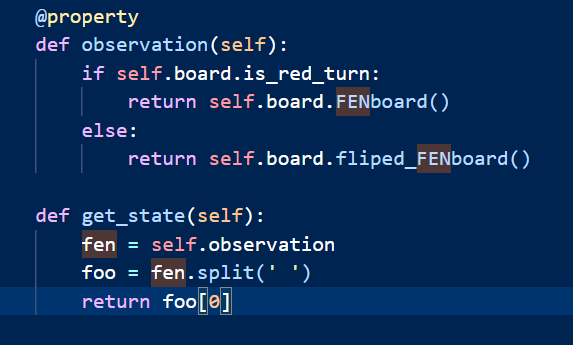 @property
def observation(self):
    if self.board.is_red_turn:
        return self.board.FENboard()
    else:
        return self.board.fliped_FENboard()

def get_state(self):
    fen = self.observation
    foo = fen.split(' ')
    return foo[0]